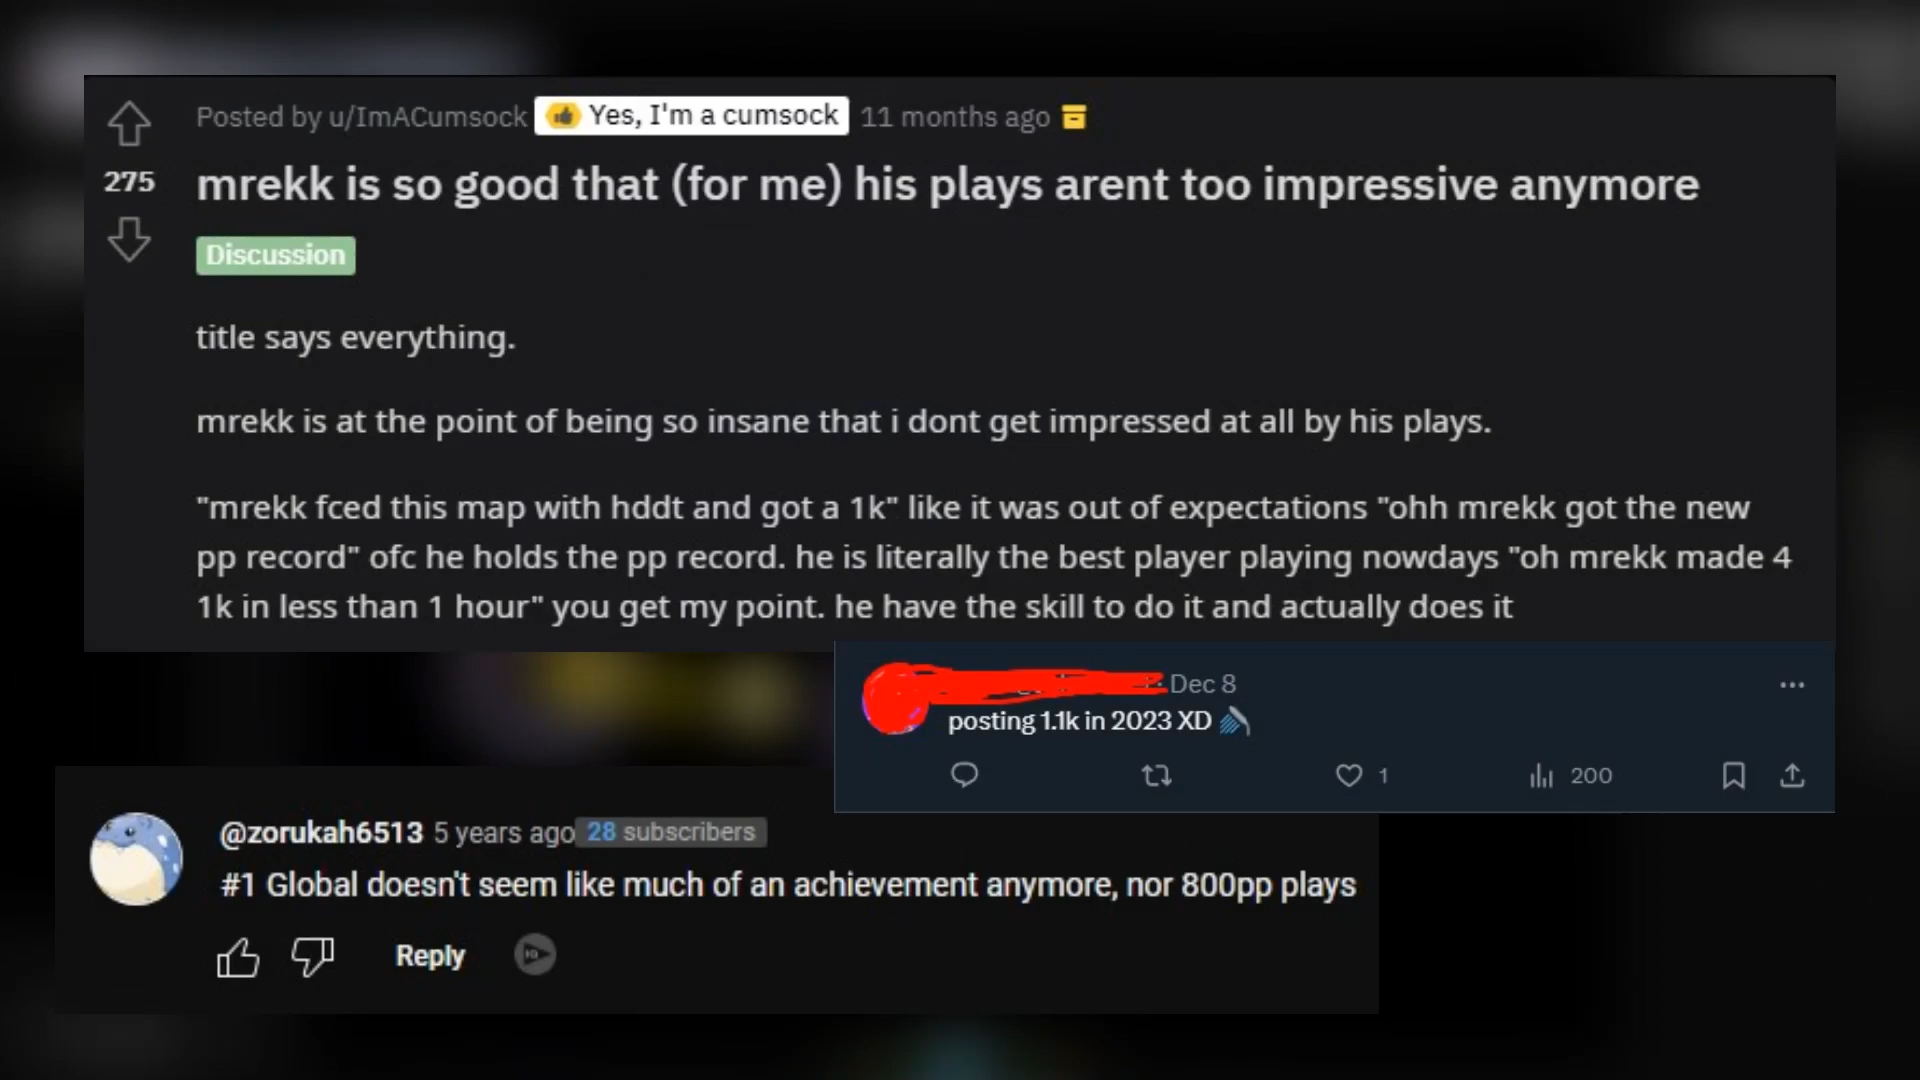 Posted by u/ImACumsock Yes, I'm a cumsock 11 months ago
275
mrekk is so good that (for me) his plays arent too impressive anymore
Discussion
title says everything.
mrekk is at the point of being so insane that i dont get impressed at all by his plays.
"mrekk fced this map with hddt and got a 1k" like it was out of expectations "ohh mrekk got the new
pp record" ofc he holds the pp record. he is literally the best player playing nowdays "oh mrekk made 4
1k in less than 1 hour" you get my point. he have the skill to do it and actually does it
Dec 8
posting 1.1k in 2023 XD
1 200
@zorukah6513 5 years ago 28 subscribers
#1 Global doesn't seem like much of an achievement anymore, nor 800pp plays
Reply